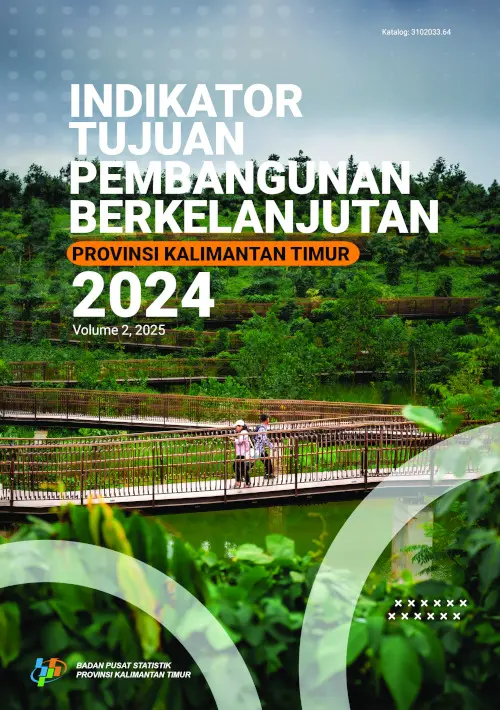 Katalog: 3102033.64
INDIKATOR
TUJUAN
PEMBANGUNAN
BERKELANJUTAN
PROVINSI KALIMANTAN TIMUR
2024
Volume 2, 2025
BADAN PUSAT STATISTIK
PROVINSI KALIMANTAN TIMUR